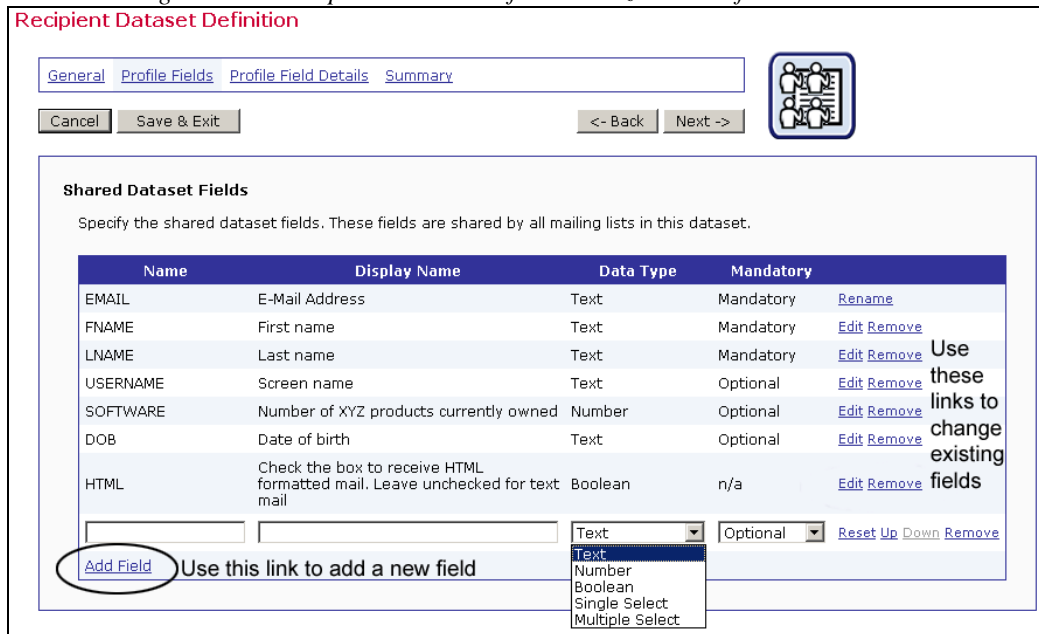 Recipient Dataset Definition
General Profile Fields Profile Field Details Summary
Cancel Save & Exit <- Back Next ->
Shared Dataset Fields
Specify the shared dataset fields. These fields are shared by all mailing lists in this dataset.
Name Display Name Data Type Mandatory
EMAIL E-Mail Address Text Mandatory Rename
FNAME First name Text Mandatory Edit Remove
LNAME Last name Text Mandatory Edit Remove
USERNAME Screen name Text Optional Edit Remove
SOFTWARE Number of XYZ products currently owned Number Optional Edit Remove
DOB Date of birth Text Optional Edit Remove
HTML Check the box to receive HTML
formatted mail. Leave unchecked for text
mail Boolean n/a Edit Remove
Use
these
links to
change
existing
fields
Text Optional Reset Up Down Remove
Add Field Use this link to add a new field
Text
Number
Boolean
Single Select
Multiple Select